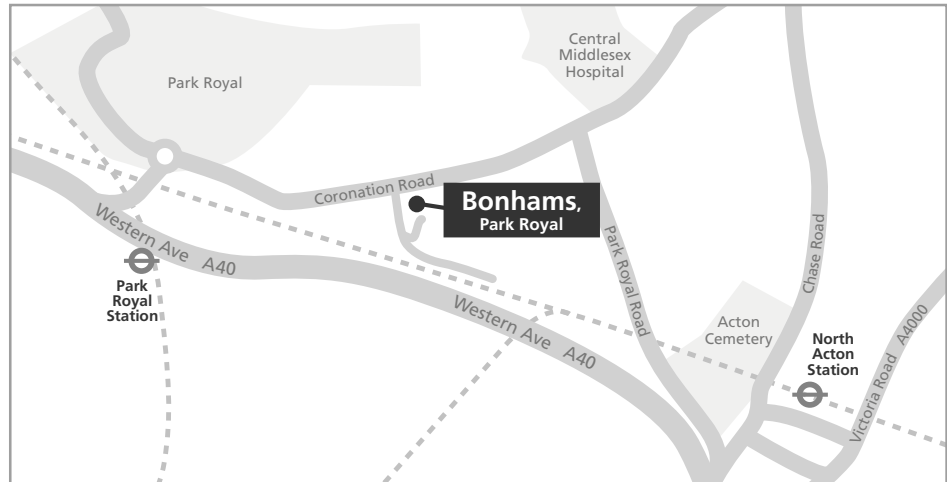 Park Royal
Central
Middlesex
Hospital
Coronation Road
Bonhams,
Park Royal
Western Ave A40
Park
Royal
Station
Park Royal Road
Chase Road
Western Ave A40
Acton
Cemetery
North
Acton
Station
Victoria Road A4000